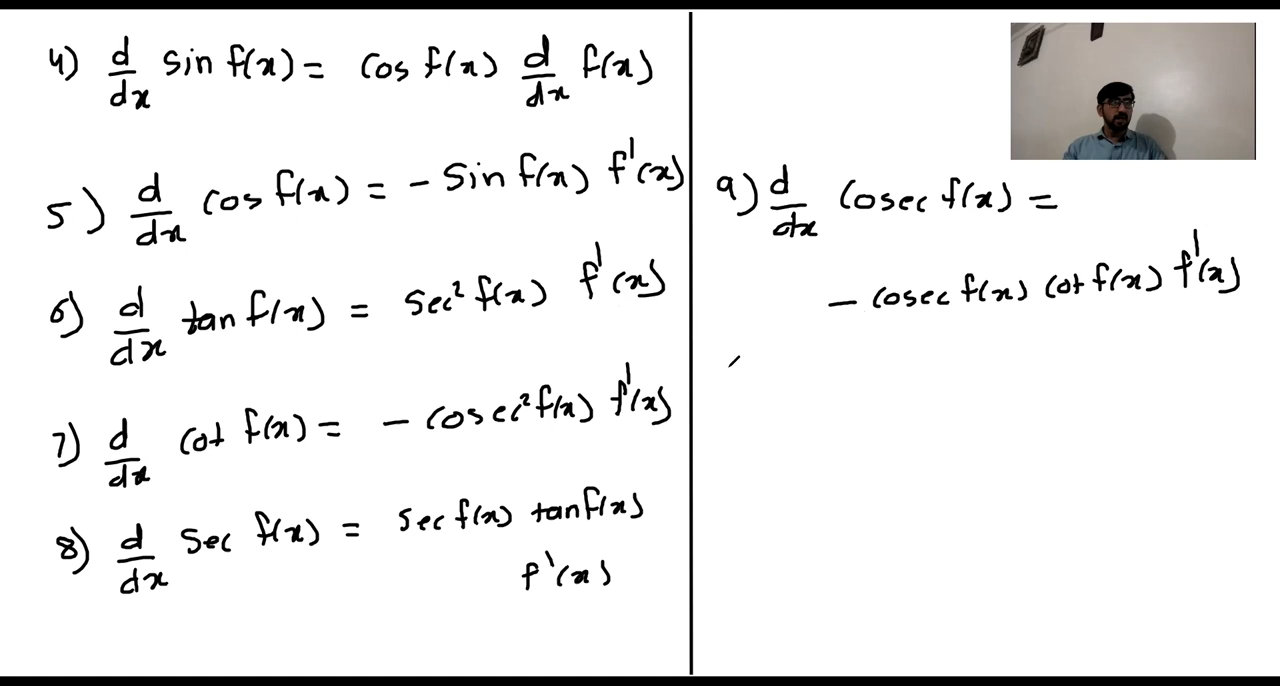 4) d/dx sin f(x) = cos f(x) d/dx f(x)
5) d/dx cos f(x) = - sin f(x) f'(x)
6) d/dx tan f(x) = sec² f(x) f'(x)
7) d/dx cot f(x) = - cosec² f(x) f'(x)
8) d/dx sec f(x) = sec f(x) tan f(x)
f'(x)
9) d/dx cosec f(x) =
- cosec f(x) cot f(x) f'(x)